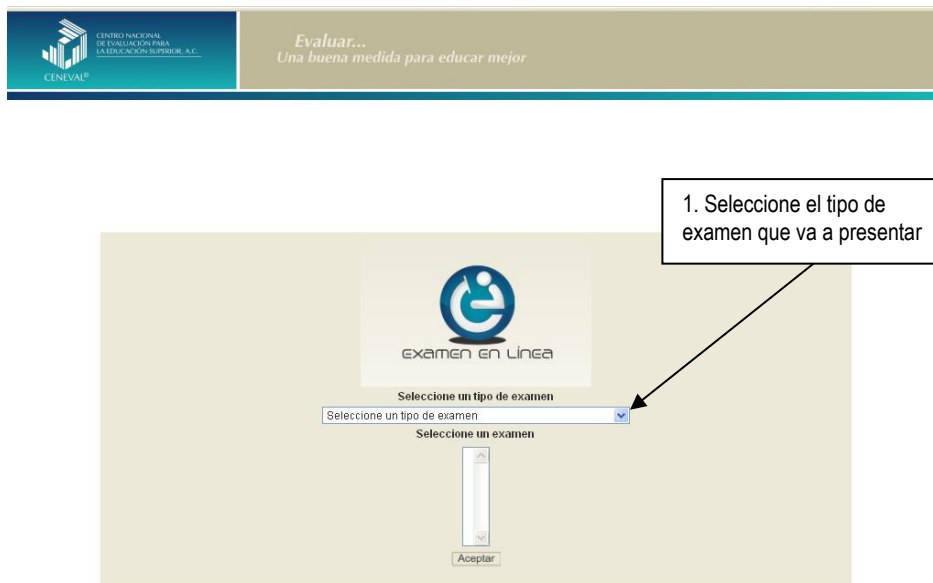 CENTRO NACIONAL
DE EVALUACIÓN PARA
LA EDUCACIÓN SUPERIOR, A.C.
CENEVAL®
Evaluar...
Una buena medida para educar mejor
1. Seleccione el tipo de
examen que va a presentar
examen en Línea
Seleccione un tipo de examen
Seleccione un tipo de examen
Seleccione un examen
Aceptar